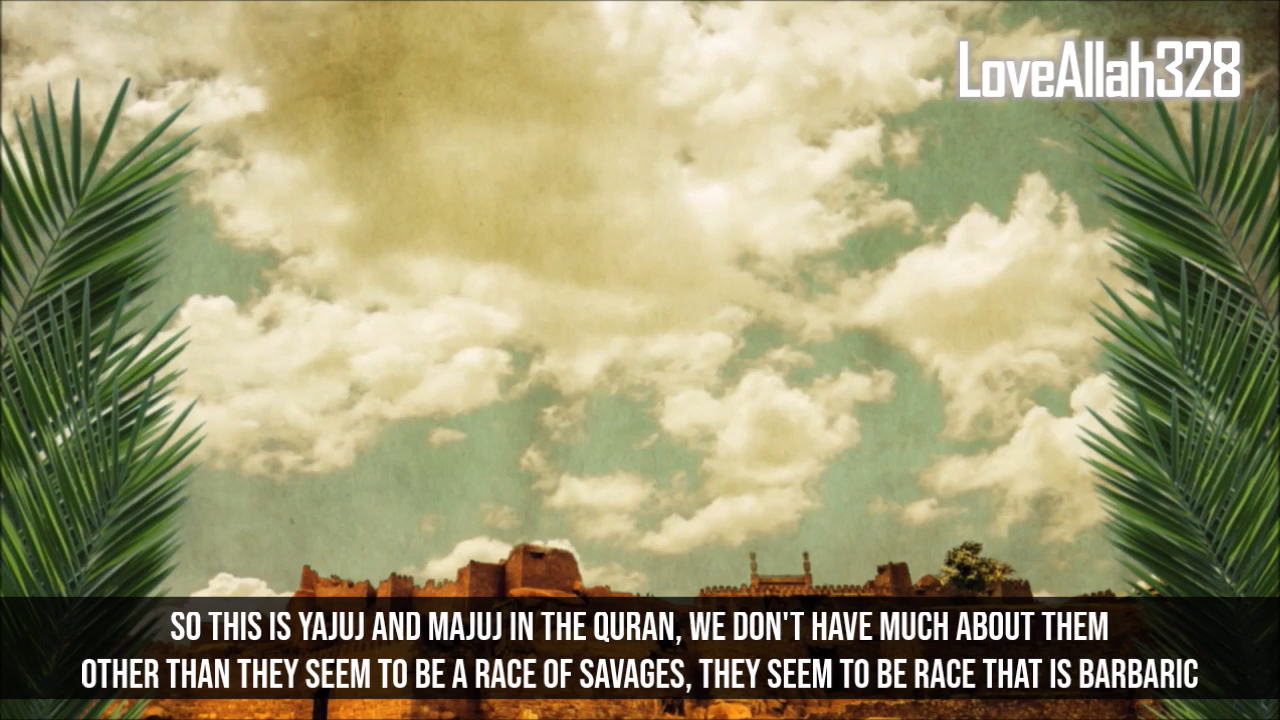 LoveAllah328
SO THIS IS YAJUJ AND MAJUJ IN THE QURAN, WE DON'T HAVE MUCH ABOUT THEM
OTHER THAN THEY SEEM TO BE A RACE OF SAVAGES, THEY SEEM TO BE RACE THAT IS BARBARIC